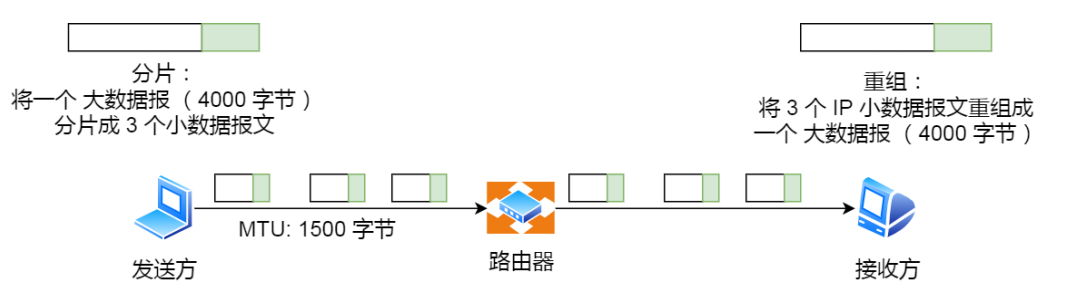 分片：
将一个 大数据报 （ 4000 字节 ）
分片成 3 个小数据报文
重组：
将 3 个 IP 小数据报文重组成
一个 大数据报 （ 4000 字节 ）
MTU: 1500 字节
发送方
路由器
接收方